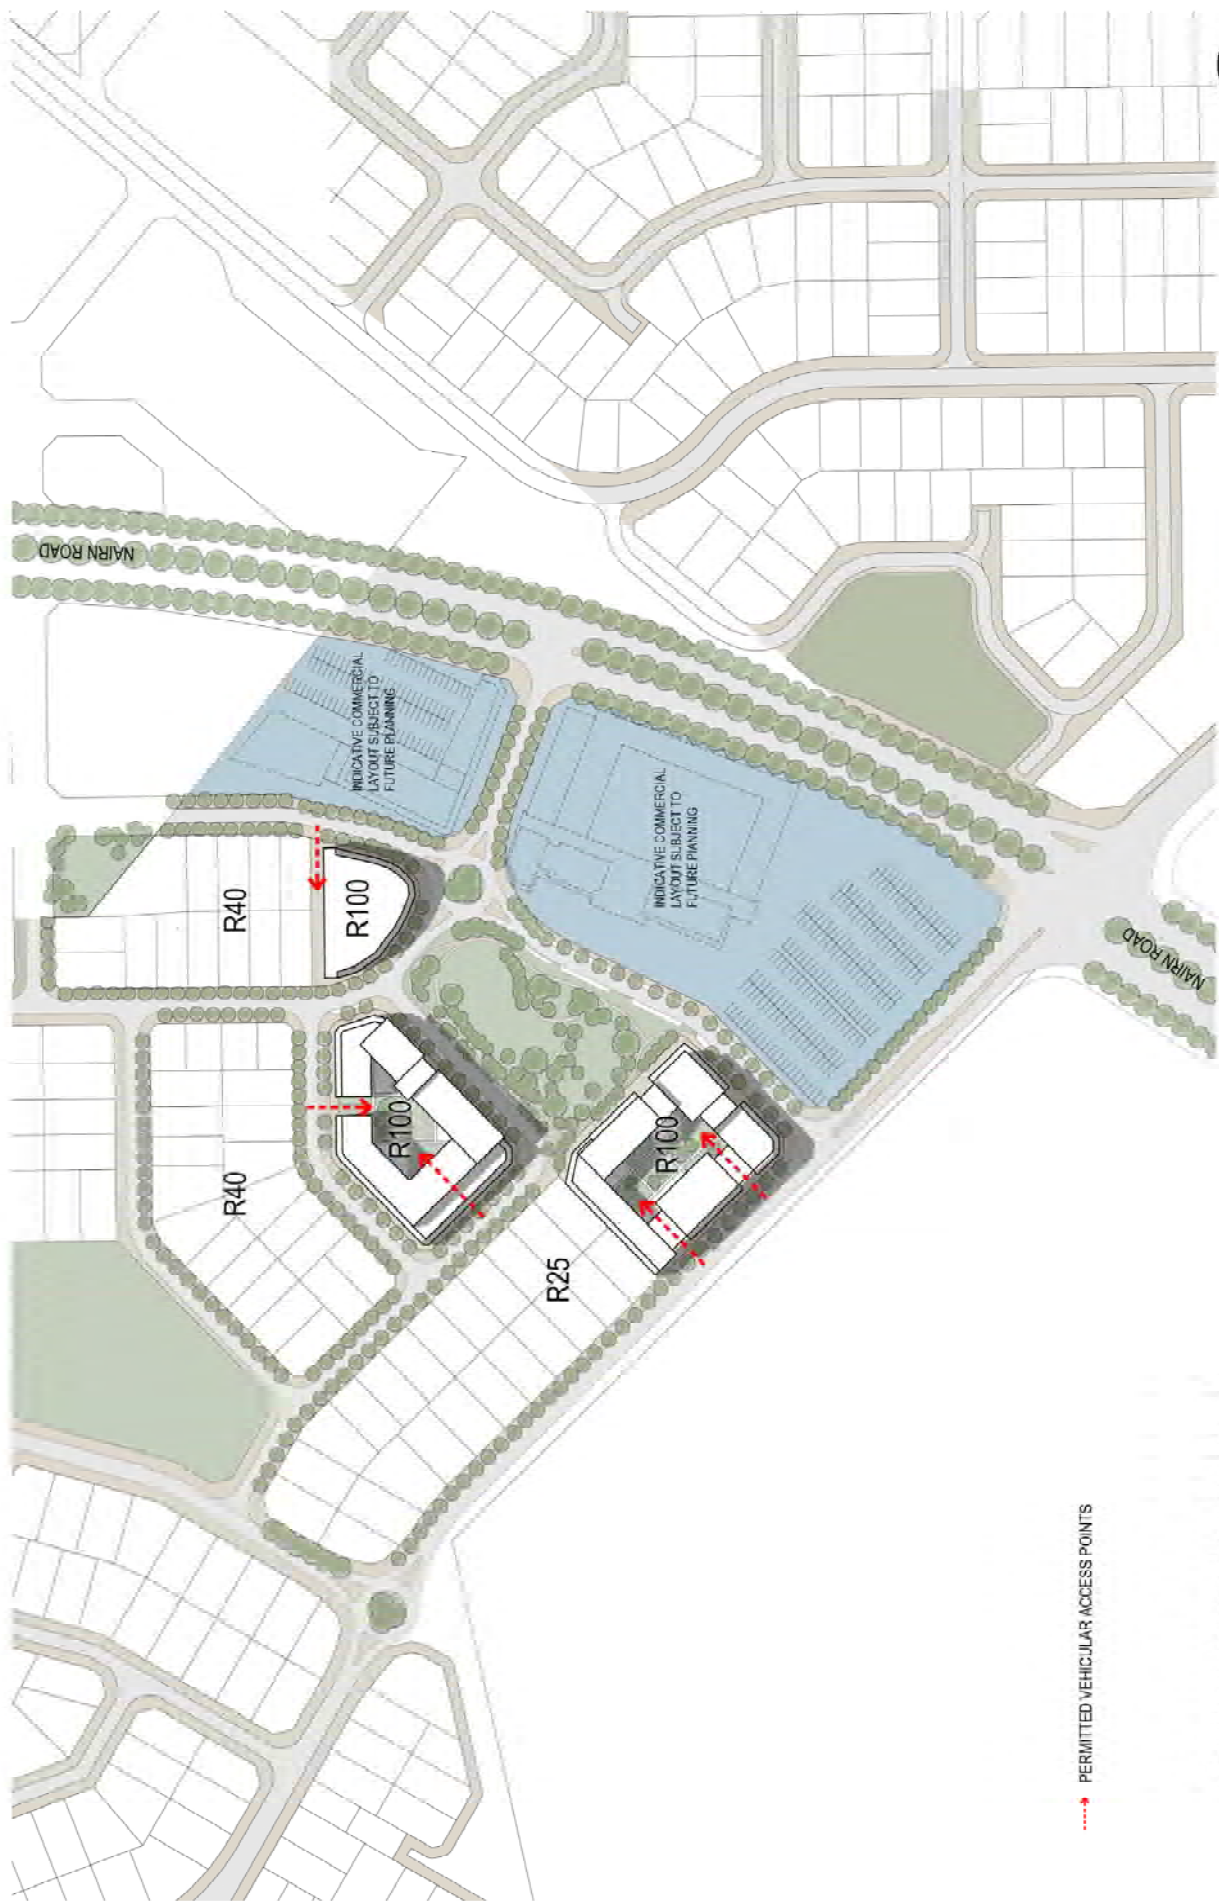 NAIRN ROAD
INDICATIVE COMMERCIAL
LAYOUT SUBJECT TO
FUTURE PLANNING
INDICATIVE COMMERCIAL
LAYOUT SUBJECT TO
FUTURE PLANNING
R40
R100
NAIRN ROAD
R100
R100
R40
R25
PERMITTED VEHICULAR ACCESS POINTS